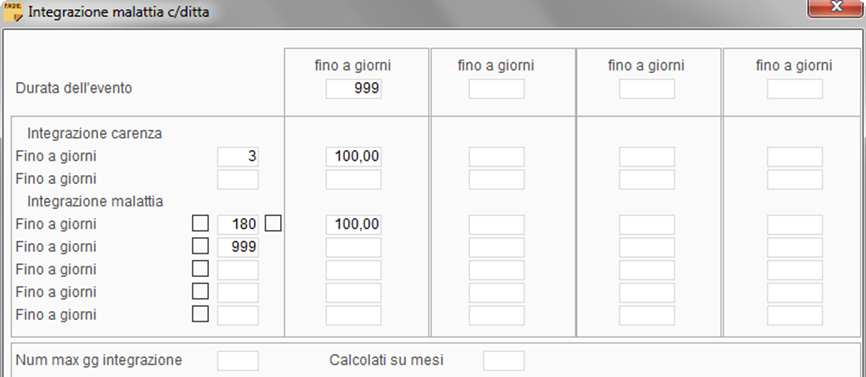 Integrazione malattia c/ditta
fino a giorni fino a giorni fino a giorni fino a giorni
Durata dell'evento 999
Integrazione carenza
Fino a giorni 3 100,00
Fino a giorni
Integrazione malattia
Fino a giorni 180 100,00
Fino a giorni 999
Fino a giorni
Fino a giorni
Fino a giorni
Num max gg integrazione Calcolati su mesi